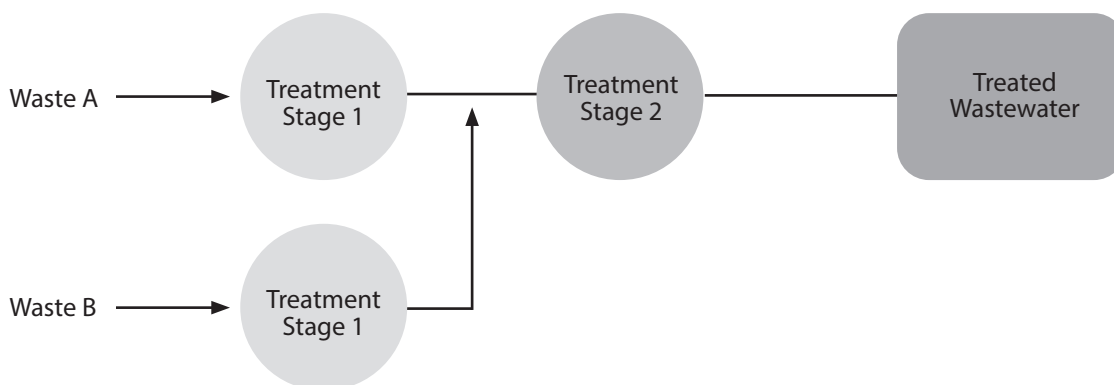 Waste A
Treatment
Stage 1
Treatment
Stage 2
Treated
Wastewater
Waste B
Treatment
Stage 1